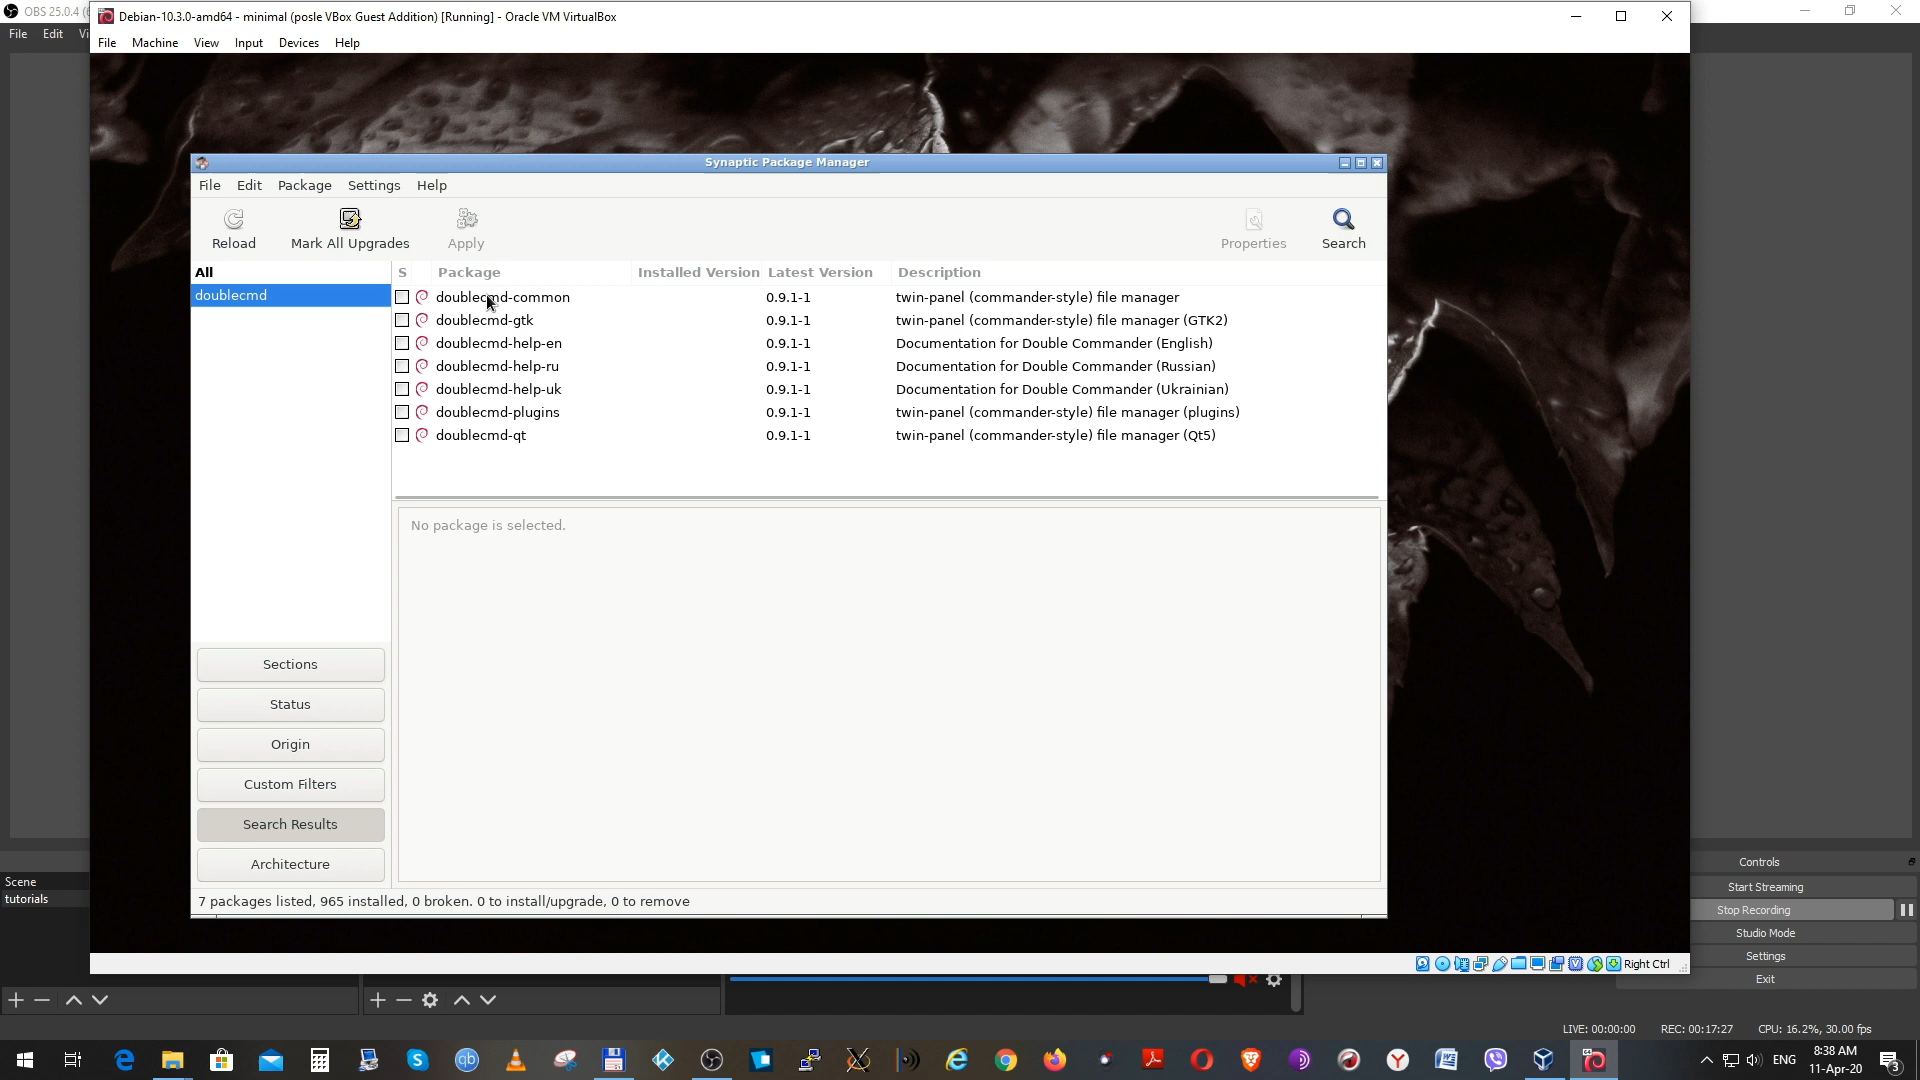 OBS 25.0.4 (6
File Edit Vi
Debian-10.3.0-amd64 - minimal (posle VBox Guest Addition) [Running] - Oracle VM VirtualBox
File Machine View Input Devices Help
Synaptic Package Manager
File Edit Package Settings Help
Reload Mark All Upgrades Apply Properties Search
All
doublecmd
S Package Installed Version Latest Version Description
doublecmd-common 0.9.1-1 twin-panel (commander-style) file manager
doublecmd-gtk 0.9.1-1 twin-panel (commander-style) file manager (GTK2)
doublecmd-help-en 0.9.1-1 Documentation for Double Commander (English)
doublecmd-help-ru 0.9.1-1 Documentation for Double Commander (Russian)
doublecmd-help-uk 0.9.1-1 Documentation for Double Commander (Ukrainian)
doublecmd-plugins 0.9.1-1 twin-panel (commander-style) file manager (plugins)
doublecmd-qt 0.9.1-1 twin-panel (commander-style) file manager (Qt5)
No package is selected.
Sections
Status
Origin
Custom Filters
Search Results
Architecture
7 packages listed, 965 installed, 0 broken. 0 to install/upgrade, 0 to remove
Right Ctrl
Scene
tutorials
Controls
Start Streaming
Stop Recording
Studio Mode
Settings
Exit
LIVE: 00:00:00 REC: 00:17:27 CPU: 16.2%, 30.00 fps
ENG
8:38 AM
11-Apr-20
3